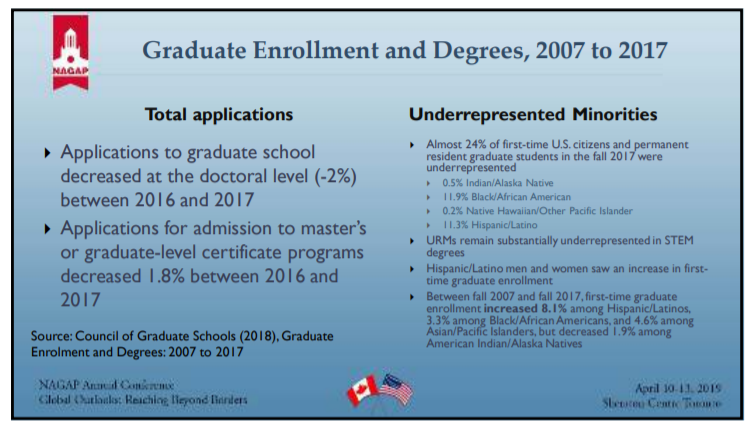 NAGAP
Graduate Enrollment and Degrees, 2007 to 2017
Total applications
Applications to graduate school
decreased at the doctoral level (-2%)
between 2016 and 2017
Applications for admission to master's
or graduate-level certificate programs
decreased 1.8% between 2016 and
2017
Source: Council of Graduate Schools (2018), Graduate
Enrolment and Degrees: 2007 to 2017
Underrepresented Minorities
Almost 24% of first-time U.S. citizens and permanent
resident graduate students in the fall 2017 were
underrepresented
0.5% Indian/Alaska Native
11.9% Black/African American
0.2% Native Hawaiian/Other Pacific Islander
11.3% Hispanic/Latino
URMs remain substantially underrepresented in STEM
degrees
Hispanic/Latino men and women saw an increase in first-
time graduate enrollment
Between fall 2007 and fall 2017, first-time graduate
enrollment increased 8.1% among Hispanic/Latinos,
3.3% among Black/African Americans, and 4.6% among
Asian/Pacific Islanders, but decreased 1.9% among
American Indian/Alaska Natives
NAGAP Annual Conference
Global Outlooks: Reaching Beyond Borders
April 10-13, 2019
Sheraton Centre Toronto